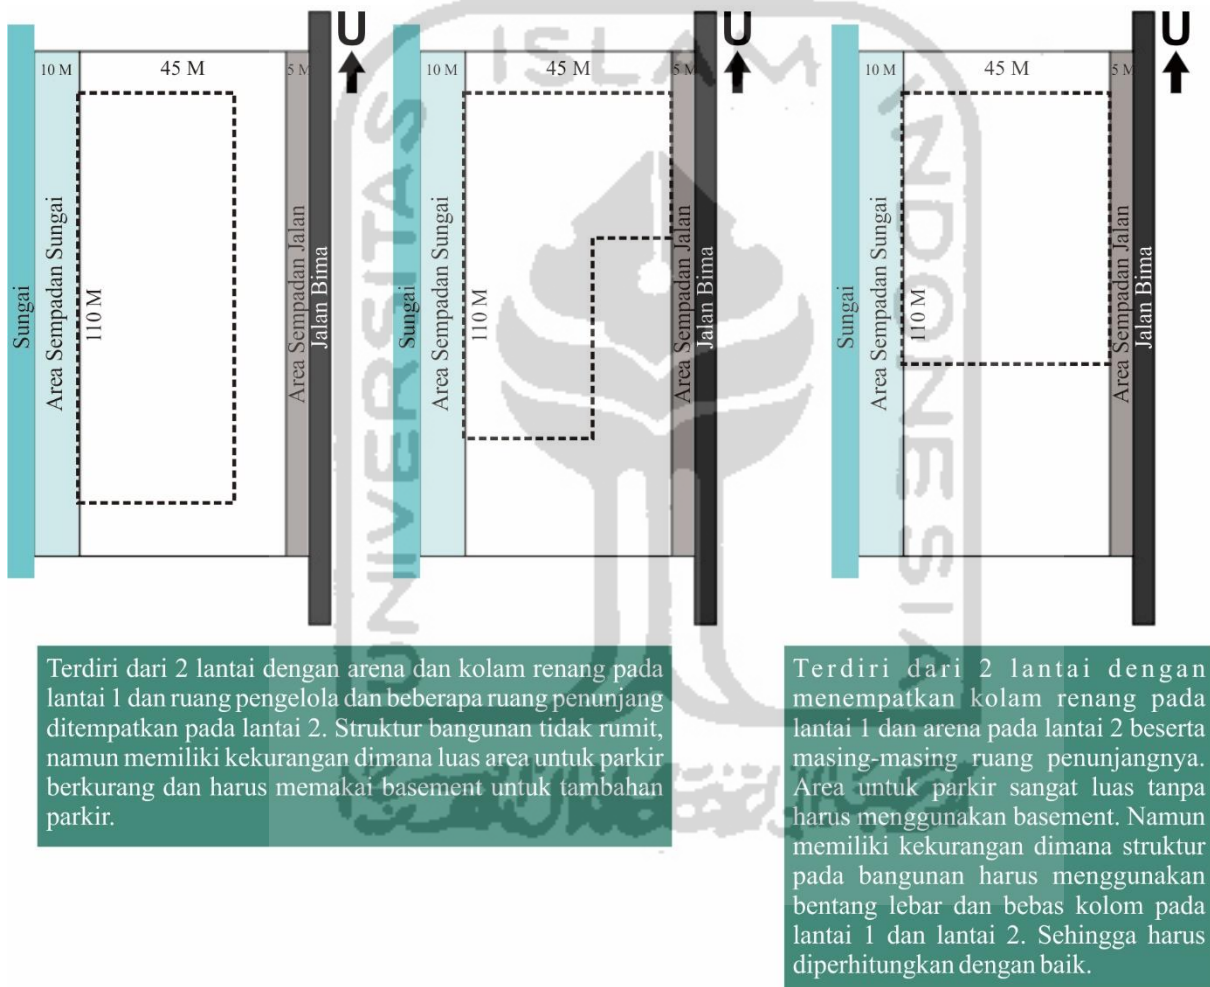 U
10 M 45 M 5 M
Sungai
Area Sempadan Sungai
110 M
Area Sempadan Jalan
Jalan Bima
U
10 M 45 M 5 M
Sungai
Area Sempadan Sungai
110 M
Area Sempadan Jalan
Jalan Bima
U
10 M 45 M 5 M
Sungai
Area Sempadan Sungai
110 M
Area Sempadan Jalan
Jalan Bima
UNIVERSITAS
ISLAM
INDONESIA
Terdiri dari 2 lantai dengan arena dan kolam renang pada
lantai 1 dan ruang pengelola dan beberapa ruang penunjang
ditempatkan pada lantai 2. Struktur bangunan tidak rumit,
namun memiliki kekurangan dimana luas area untuk parkir
berkurang dan harus memakai basement untuk tambahan
parkir.
Terdiri dari 2 lantai dengan
menempatkan kolam renang pada
lantai 1 dan arena pada lantai 2 beserta
masing-masing ruang penunjangnya.
Area untuk parkir sangat luas tanpa
harus menggunakan basement. Namun
memiliki kekurangan dimana struktur
pada bangunan harus menggunakan
bentang lebar dan bebas kolom pada
lantai 1 dan lantai 2. Sehingga harus
diperhitungkan dengan baik.